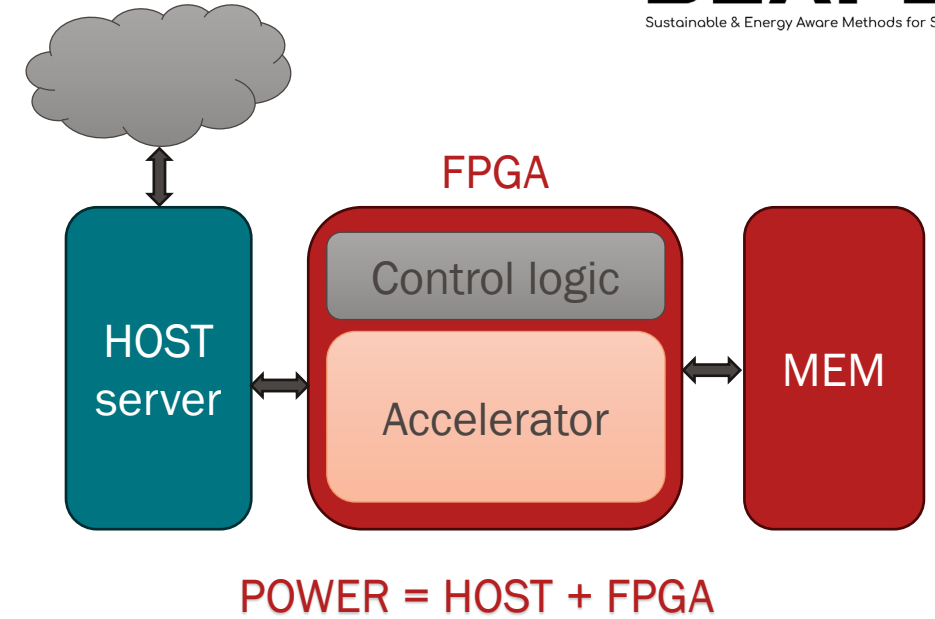 Sustainable & Energy Aware Methods for S
FPGA
Control logic
HOST
server
Accelerator
MEM
POWER = HOST + FPGA